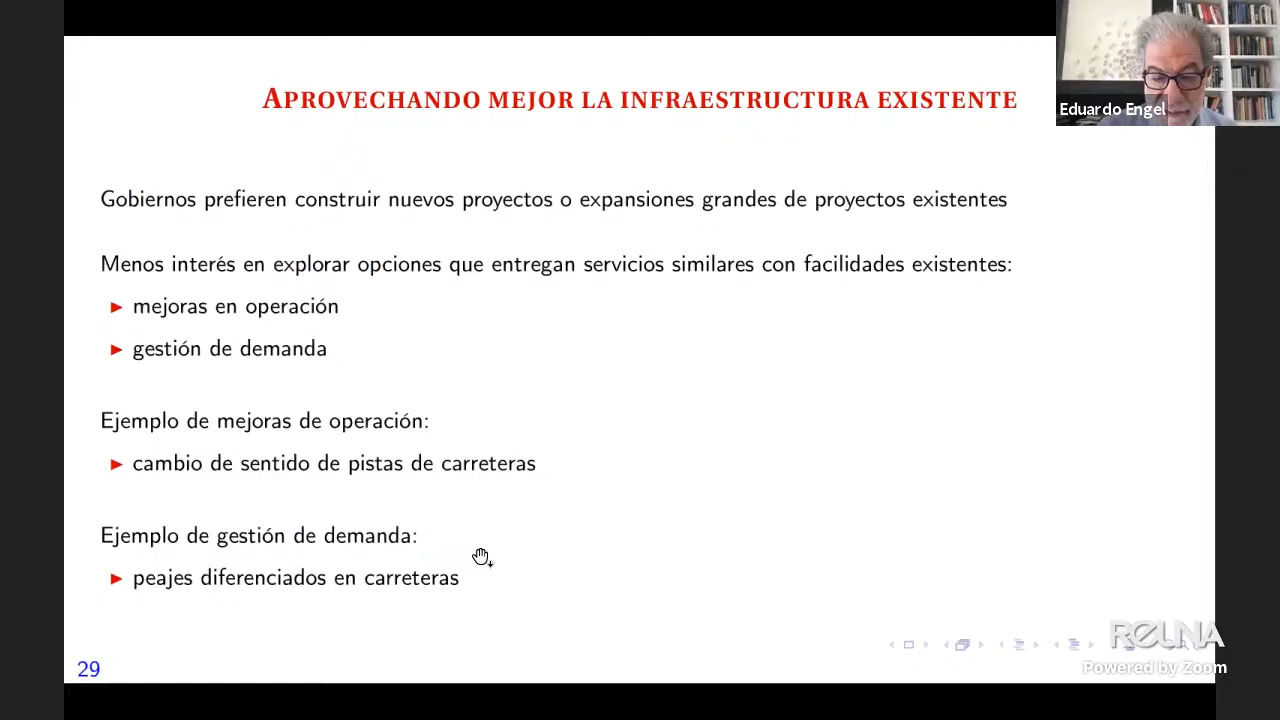 APROVECHANDO MEJOR LA INFRAESTRUCTURA EXISTENTE
Eduardo Engel
Gobiernos prefieren construir nuevos proyectos o expansiones grandes de proyectos existentes
Menos interés en explorar opciones que entregan servicios similares con facilidades existentes:
mejoras en operación
gestión de demanda
Ejemplo de mejoras de operación:
cambio de sentido de pistas de carreteras
Ejemplo de gestión de demanda:
peajes diferenciados en carreteras
REUNA
Powered by Zoom
29